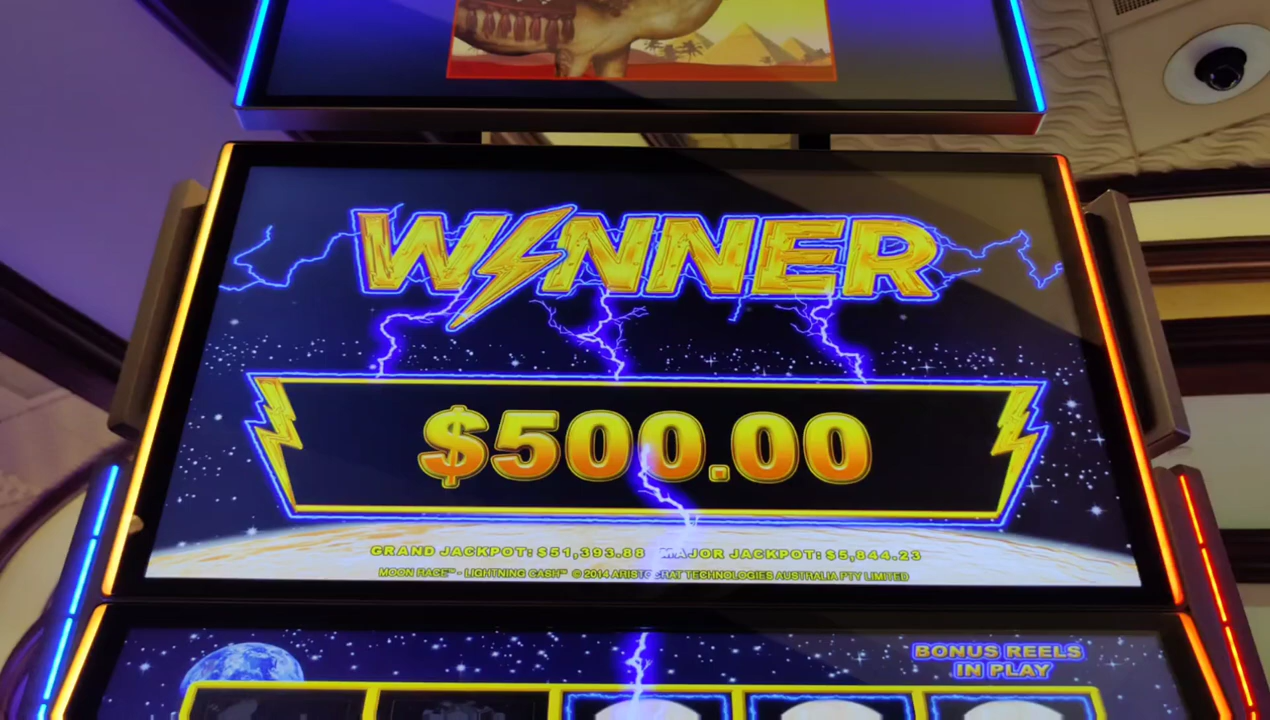 WINNER
$500.00
GRAND JACKPOT: $51,393.88 MAJOR JACKPOT: $5,844.23
MOON RACE™ - LIGHTNING CASH™ © 2014 ARISTOCRAT TECHNOLOGIES AUSTRALIA PTY LIMITED
BONUS REELS
IN PLAY